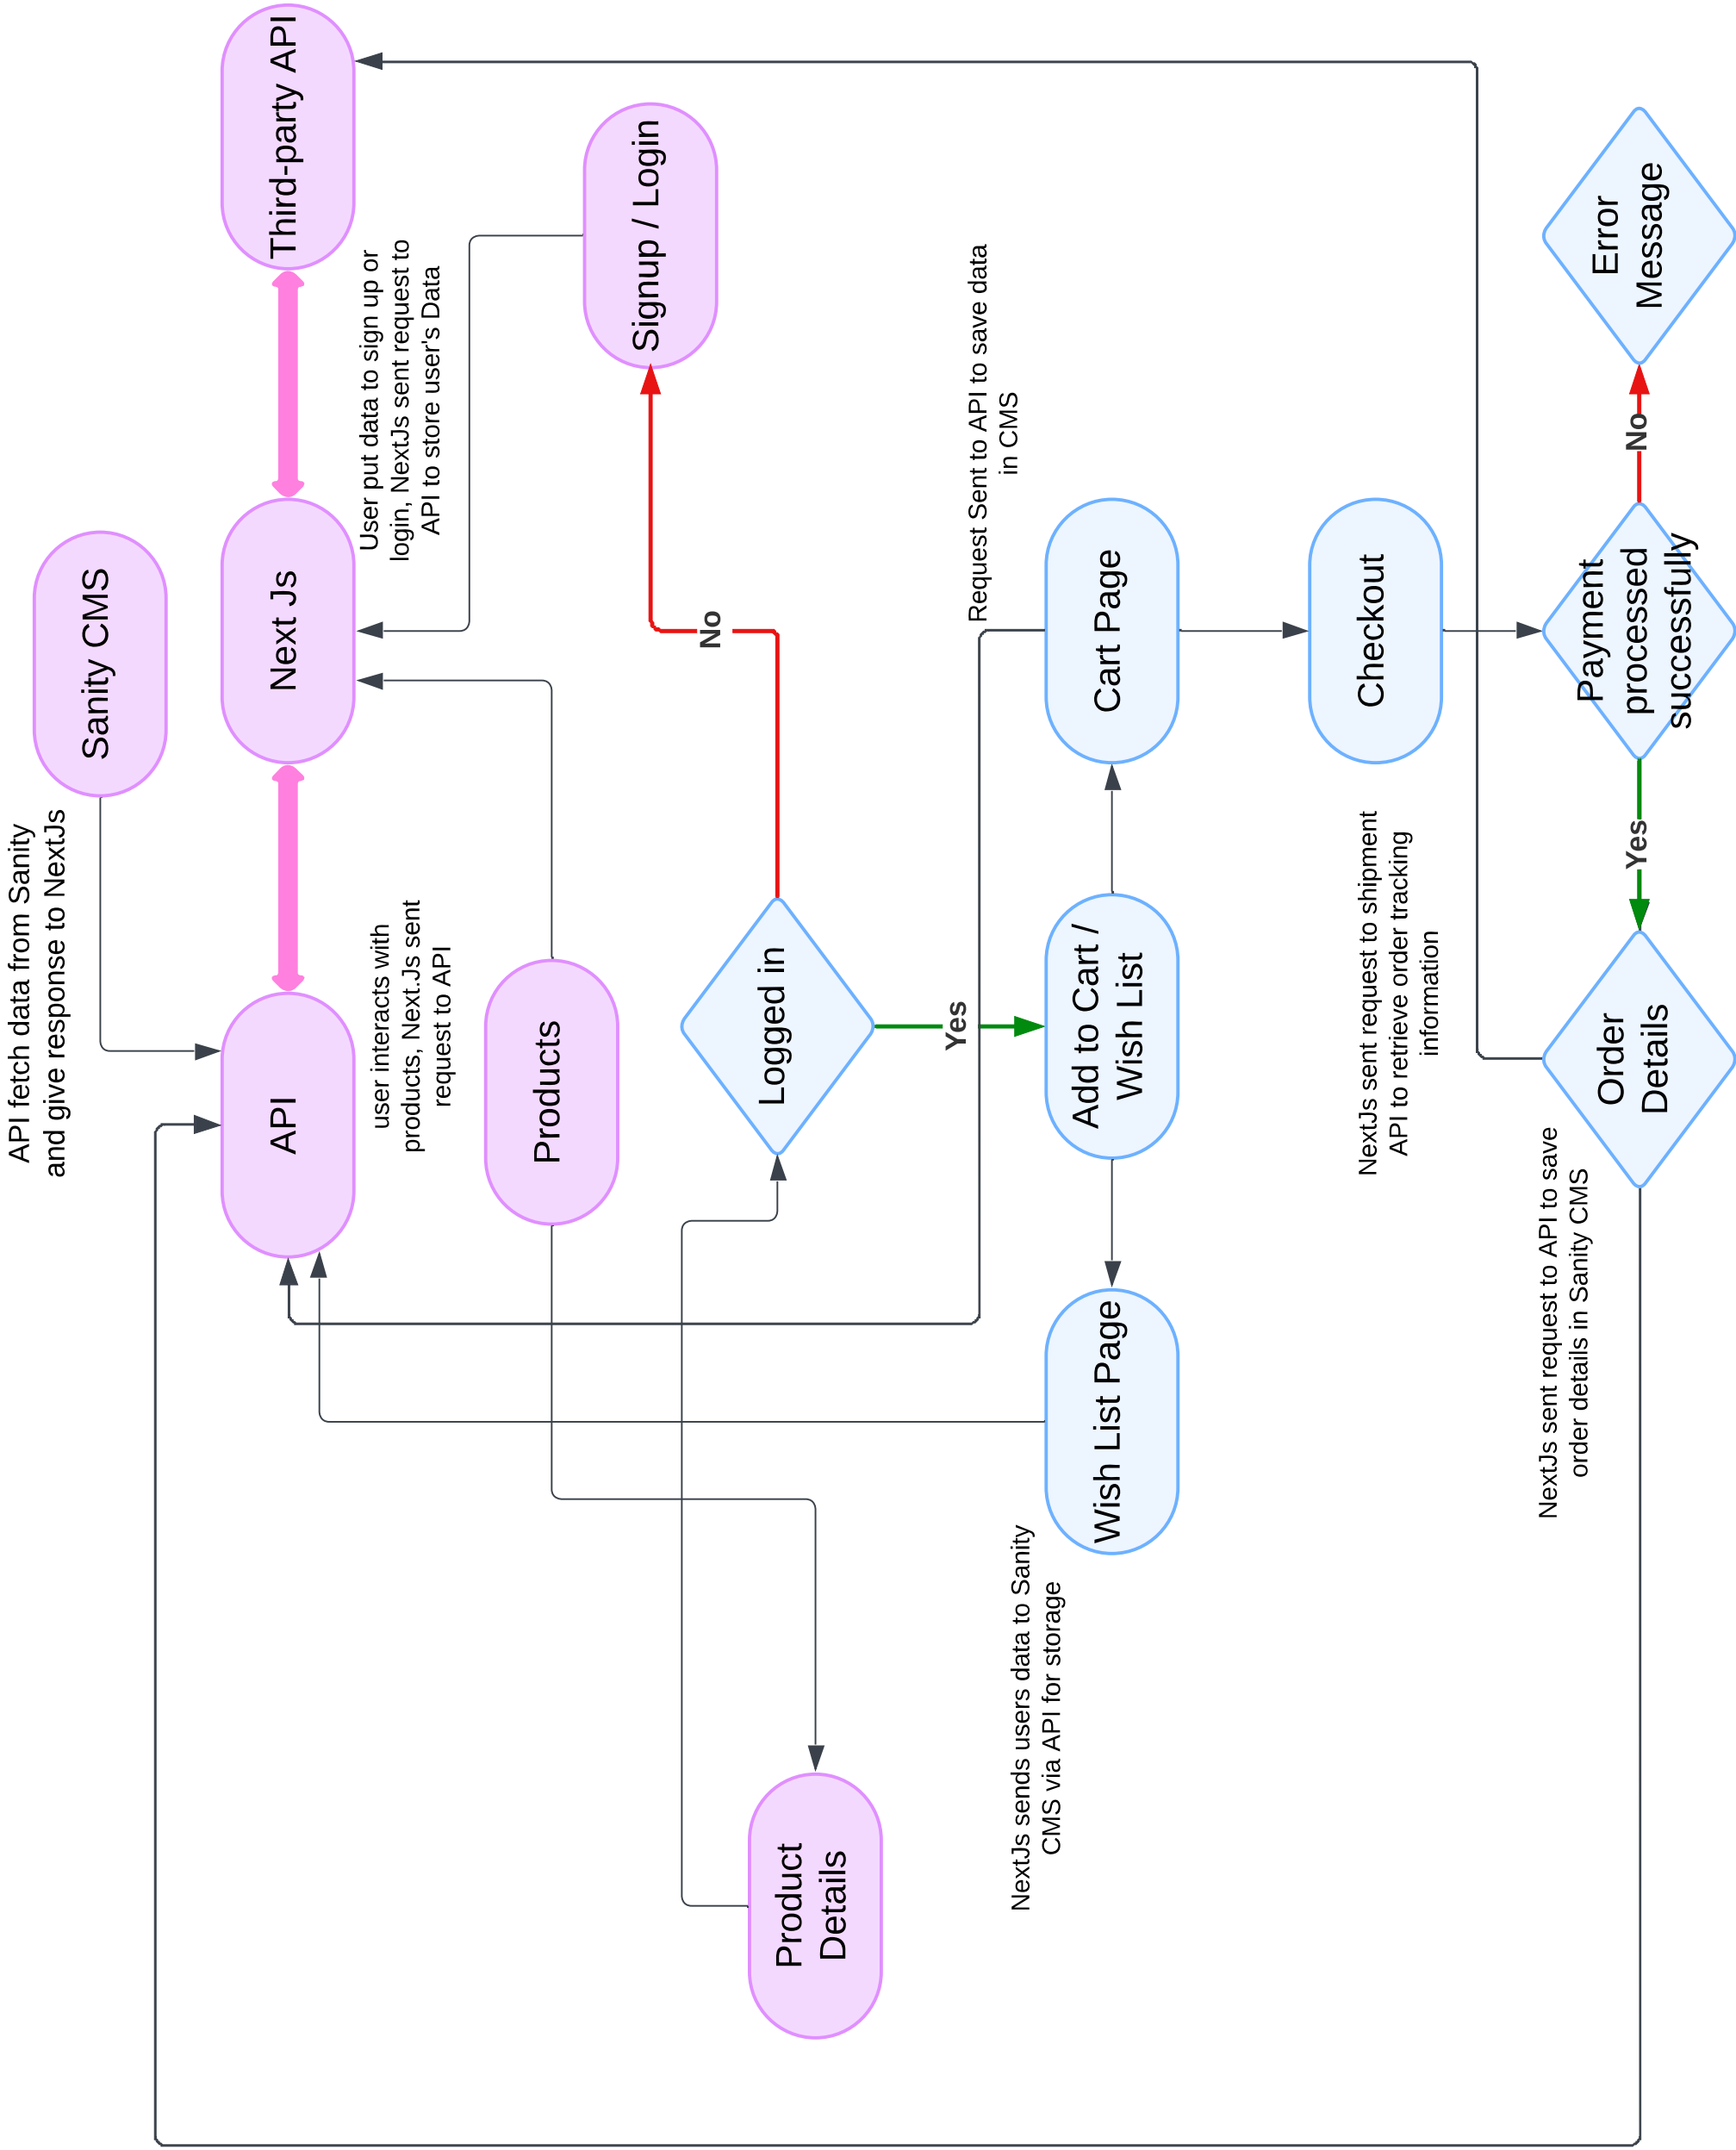 API fetch data from Sanity
and give response to NextJs
Sanity CMS
API
Next Js
Third-party API
user interacts with
products, Next.Js sent
request to API
User put data to sign up or
login, NextJs sent request to
API to store user's Data
Products
Signup / Login
No
Logged in
Product
Details
Yes
Request Sent to API to save data
in CMS
NextJs sends users data to Sanity
CMS via API for storage
Wish List Page
Add to Cart /
Wish List
Cart Page
NextJs sent request to shipment
API to retrieve order tracking
information
Checkout
NextJs sent request to API to save
order details in Sanity CMS
Order
Details
Yes
Payment
processed
successfully
No
Error
Message